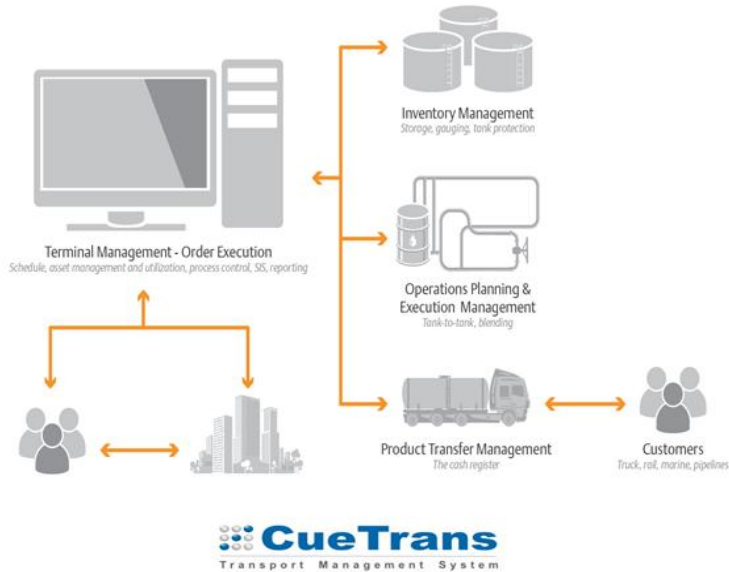 Inventory Management
Storage, gauging, tank protection
Terminal Management - Order Execution
Schedule, asset management and utilization, process control, SIS, reporting
Operations Planning &
Execution Management
Tank-to-tank, blending
Product Transfer Management
The cash register
Customers
Truck, rail, marine, pipelines
CueTrans
Transport Management System